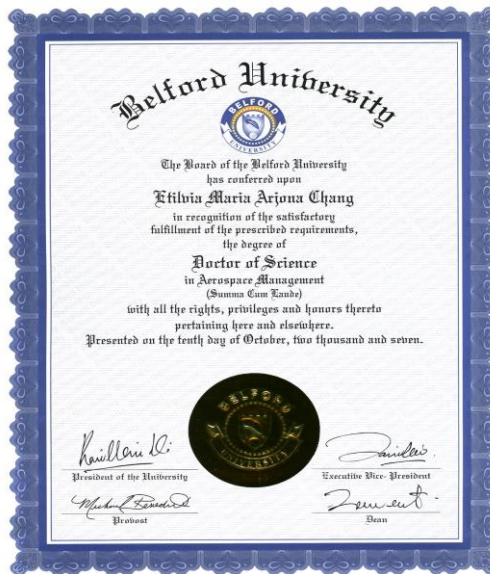 Belford University
BELFORD
UNIVERSITY
The Board of the Belford University
has conferred upon
Etilvia Maria Arjona Chang
in recognition of the satisfactory
fulfillment of the prescribed requirements,
the degree of
Doctor of Science
in Aerospace Management
(Summa Cum Laude)
with all the rights, privileges and honors thereto
pertaining here and elsewhere.
Presented on the tenth day of October, two thousand and seven.
BELFORD
UNIVERSITY
President of the University
Executive Vice- President
Provost
Dean